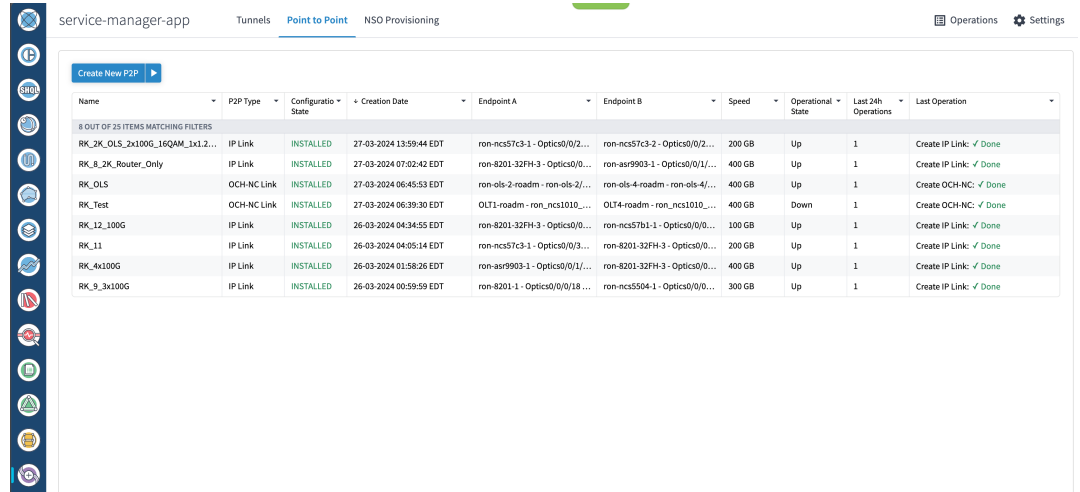 service-manager-app Tunnels Point to Point NSO Provisioning Operations Settings
Create New P2P
Name P2P Type Configuratio State ↓ Creation Date Endpoint A Endpoint B Speed Operational State Last 24h Operations Last Operation
8 OUT OF 25 ITEMS MATCHING FILTERS
RK_2K_OLS_2x100G_16QAM_1x1.2... IP Link INSTALLED 27-03-2024 13:59:44 EDT ron-ncs57c3-1 - Optics0/0/2... ron-ncs57c3-2 - Optics0/0/2... 200 GB Up 1 Create IP Link: ✓ Done
RK_8_2K_Router_Only IP Link INSTALLED 27-03-2024 07:02:42 EDT ron-8201-32FH-3 - Optics0/0... ron-asr9903-1 - Optics0/0/1/... 400 GB Up 1 Create IP Link: ✓ Done
RK_OLS OCH-NC Link INSTALLED 27-03-2024 06:45:53 EDT ron-ols-2-roadm - ron-ols-2/... ron-ols-4-roadm - ron-ols-4/... 400 GB Up 1 Create OCH-NC: ✓ Done
RK_Test OCH-NC Link INSTALLED 27-03-2024 06:39:30 EDT OLT1-roadm - ron_ncs1010_... OLT4-roadm - ron_ncs1010_... 400 GB Down 1 Create OCH-NC: ✓ Done
RK_12_100G IP Link INSTALLED 26-03-2024 04:34:55 EDT ron-8201-32FH-3 - Optics0/0... ron-ncs57b1-1 - Optics0/0/0... 100 GB Up 1 Create IP Link: ✓ Done
RK_11 IP Link INSTALLED 26-03-2024 04:05:14 EDT ron-ncs57c3-1 - Optics0/0/3... ron-8201-32FH-3 - Optics0/0... 200 GB Up 1 Create IP Link: ✓ Done
RK_4x100G IP Link INSTALLED 26-03-2024 01:58:26 EDT ron-asr9903-1 - Optics0/0/1/... ron-8201-32FH-3 - Optics0/0... 400 GB Up 1 Create IP Link: ✓ Done
RK_9_3x100G IP Link INSTALLED 26-03-2024 00:59:59 EDT ron-8201-1 - Optics0/0/0/18 ... ron-ncs5504-1 - Optics0/0/0... 300 GB Up 1 Create IP Link: ✓ Done
SHQL